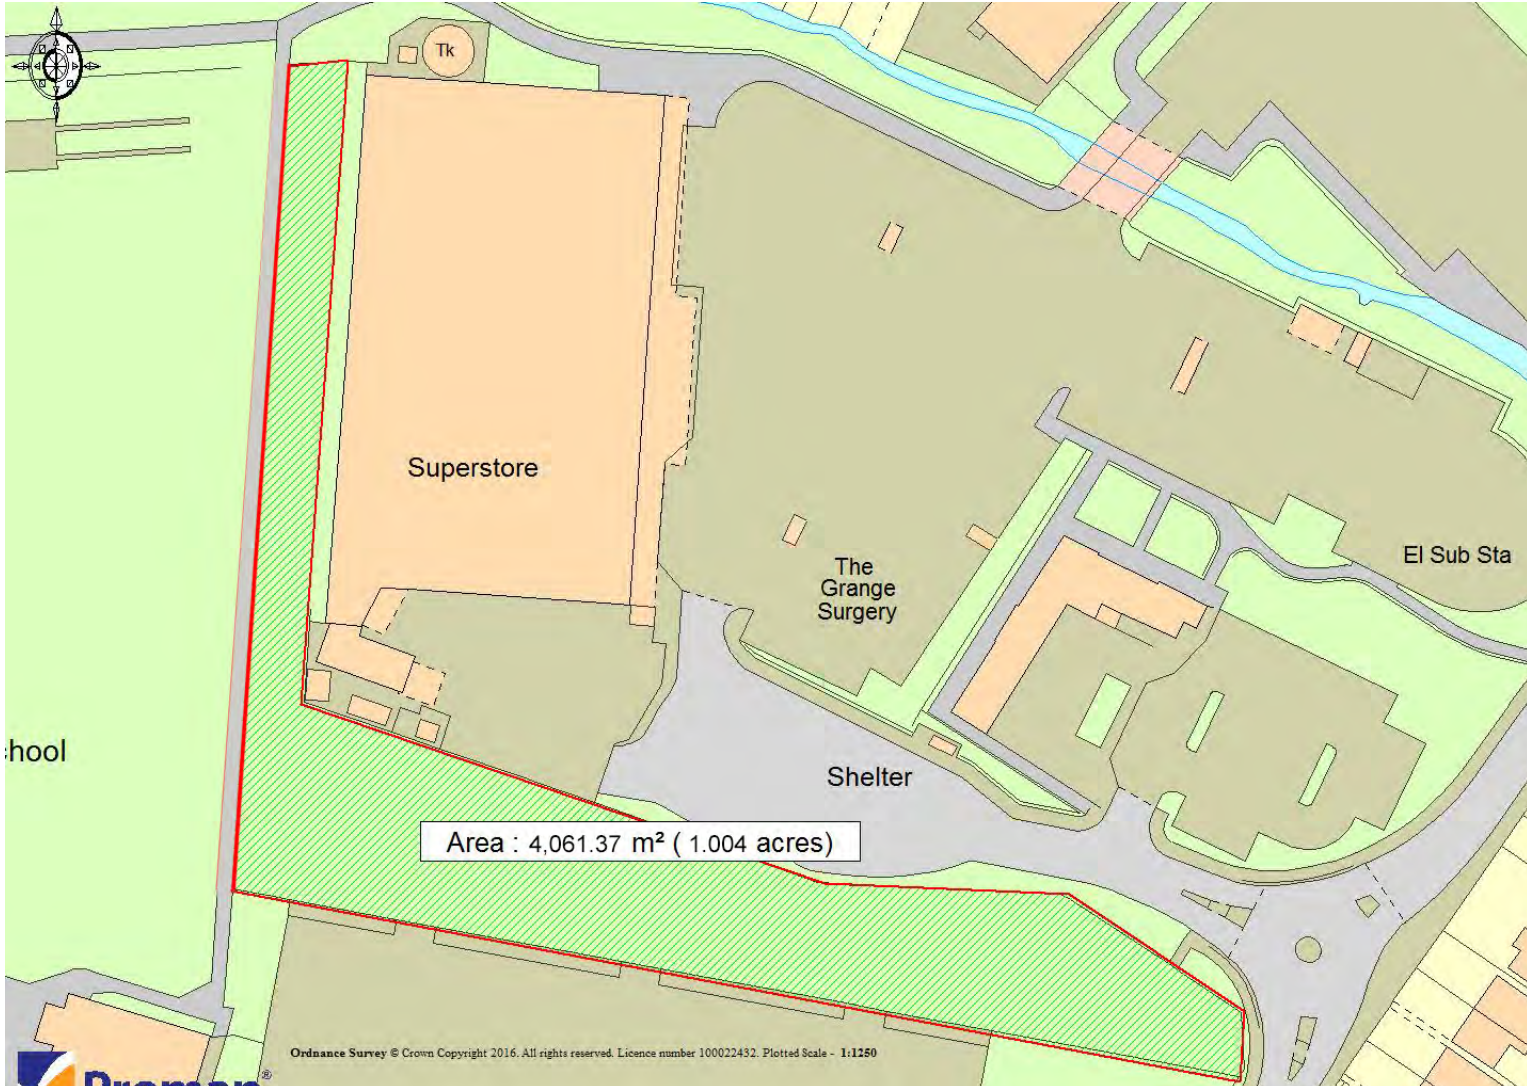 Tk
Superstore
The
Grange
Surgery
El Sub Sta
hool
Shelter
Area : 4,061.37 m² ( 1.004 acres)
Ordnance Survey © Crown Copyright 2016. All rights reserved. Licence number 100022432. Plotted Scale - 1:1250
Promap®